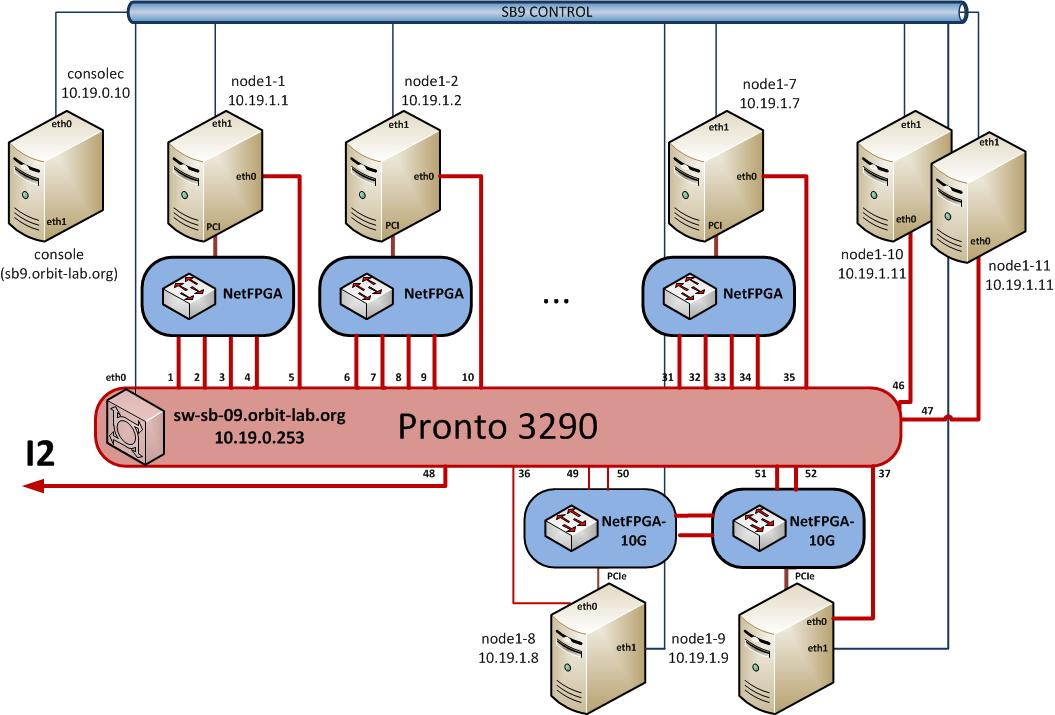 SB9 CONTROL
consolec
10.19.0.10
node1-1
10.19.1.1
node1-2
10.19.1.2
node1-7
10.19.1.7
eth0
eth1
eth1
eth1
eth1
eth1
eth0
eth0
eth0
eth1
eth0
eth0
PCI
PCI
PCI
console
(sb9.orbit-lab.org)
node1-10
10.19.1.11
node1-11
10.19.1.11
NetFPGA
NetFPGA
...
NetFPGA
eth0
1
2
3
4
5
6
7
8
9
10
31
32
33
34
35
46
47
sw-sb-09.orbit-lab.org
10.19.0.253
Pronto 3290
I2
48
36
49
50
51
52
37
NetFPGA-
10G
NetFPGA-
10G
PCIe
PCIe
eth0
eth0
node1-8
10.19.1.8
eth1
node1-9
10.19.1.9
eth1